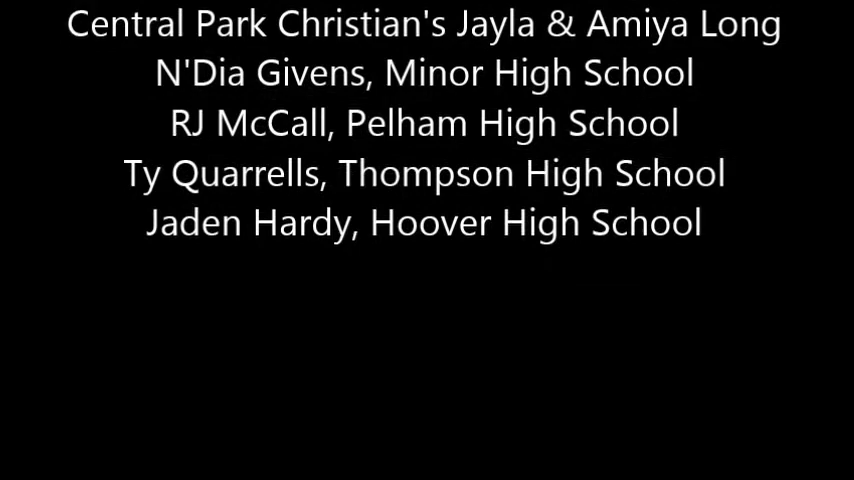 Central Park Christian's Jayla & Amiya Long
N'Dia Givens, Minor High School
RJ McCall, Pelham High School
Ty Quarrells, Thompson High School
Jaden Hardy, Hoover High School